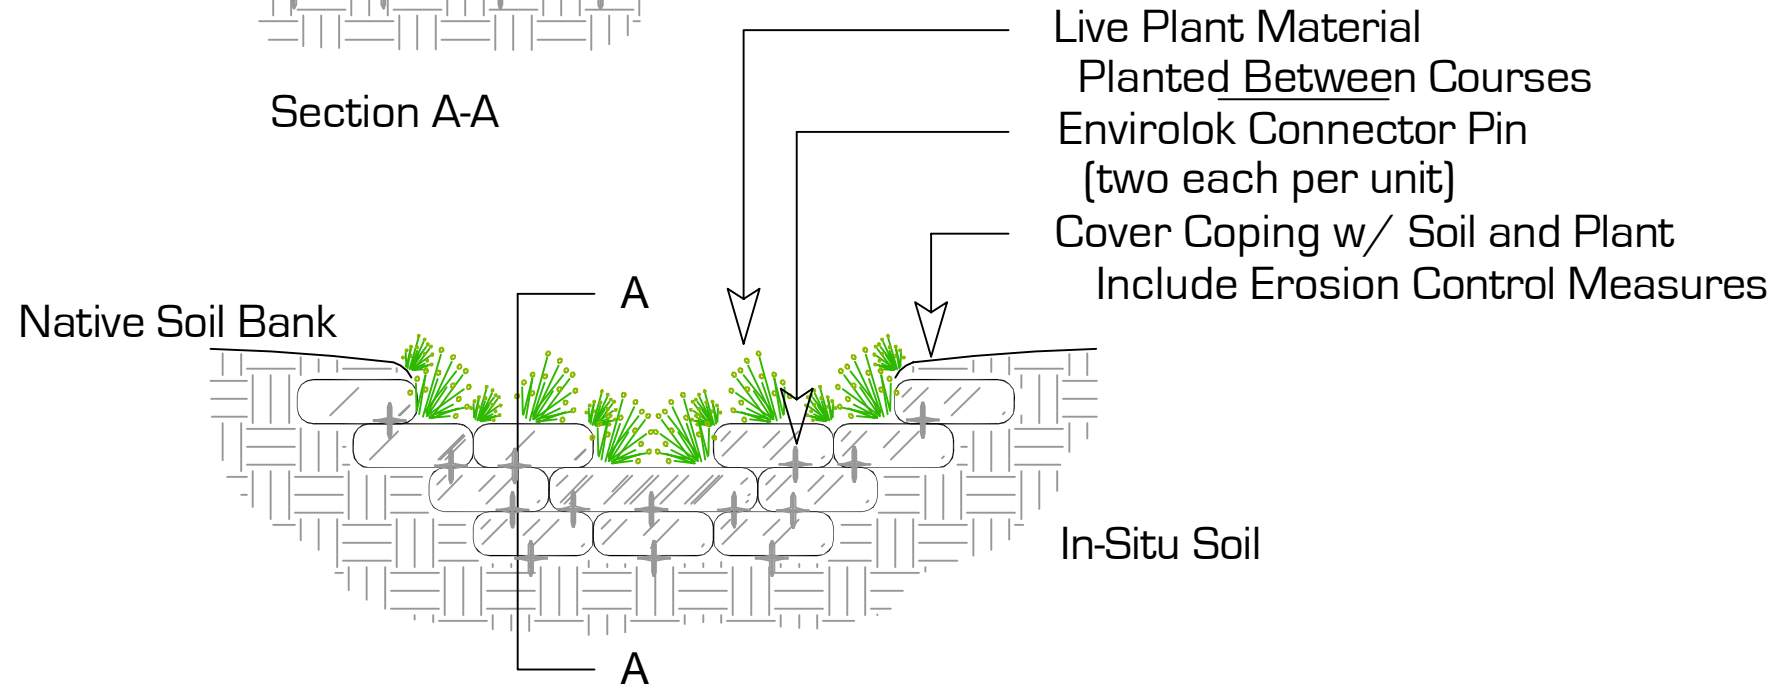 Live Plant Material
Planted Between Courses
Section A-A
Envirolok Connector Pin
(two each per unit)
Cover Coping w/ Soil and Plant
Include Erosion Control Measures
A
Native Soil Bank
In-Situ Soil
A